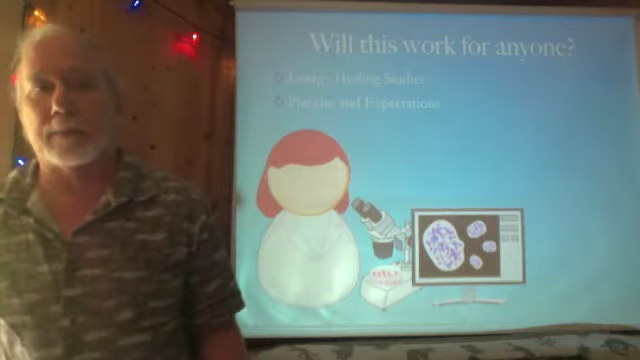 Will this work for anyone?
Energy Healing Studies
Placebo and Expectations